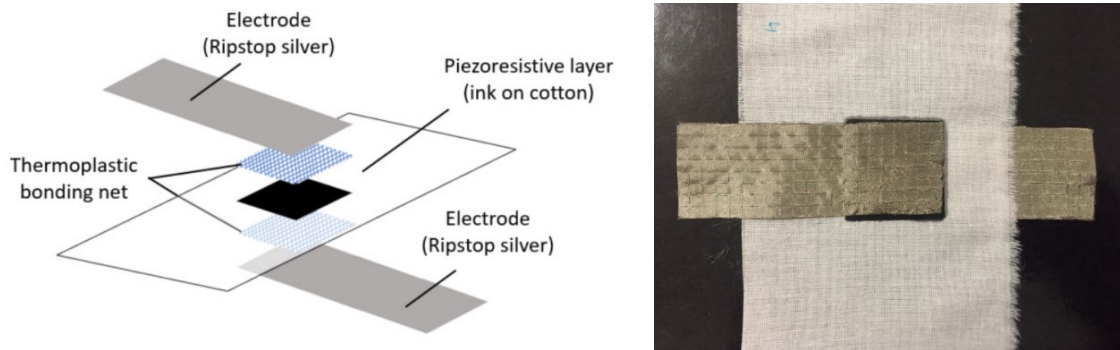 Electrode
(Ripstop silver)
Piezoresistive layer
(ink on cotton)
Thermoplastic
bonding net
Electrode
(Ripstop silver)